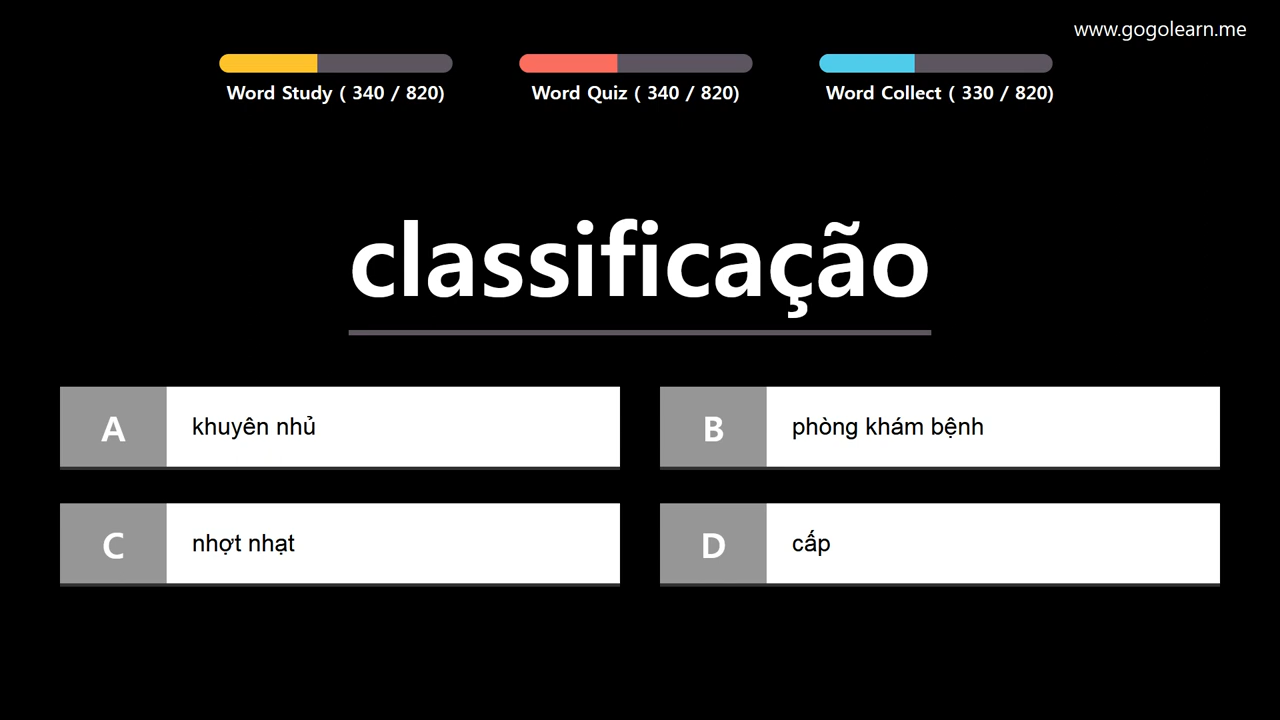 www.gogolearn.me
Word Study ( 340 / 820)
Word Quiz ( 340 / 820)
Word Collect ( 330 / 820)
classificação
A khuyên nhủ
B phòng khám bệnh
C nhợt nhạt
D cấp